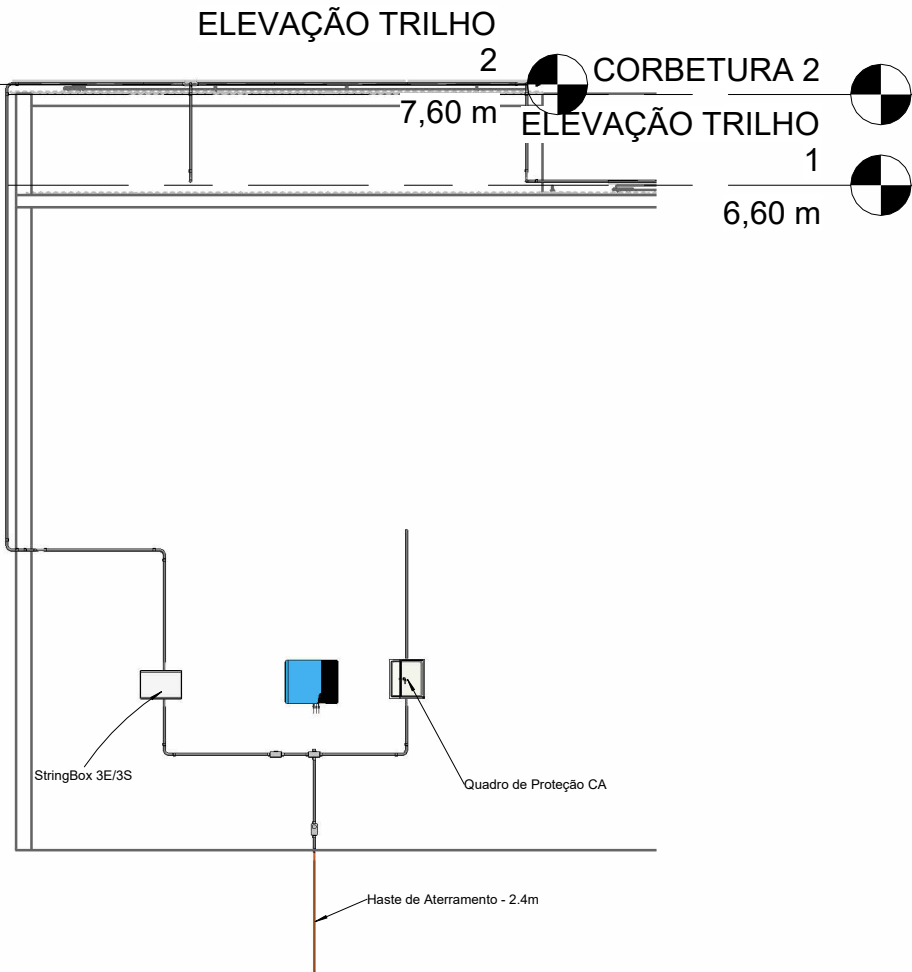 ELEVAÇÃO TRILHO
2
CORBETURA 2
7,60 m
ELEVAÇÃO TRILHO
1
6,60 m
StringBox 3E/3S
Quadro de Proteção CA
Haste de Aterramento - 2.4m